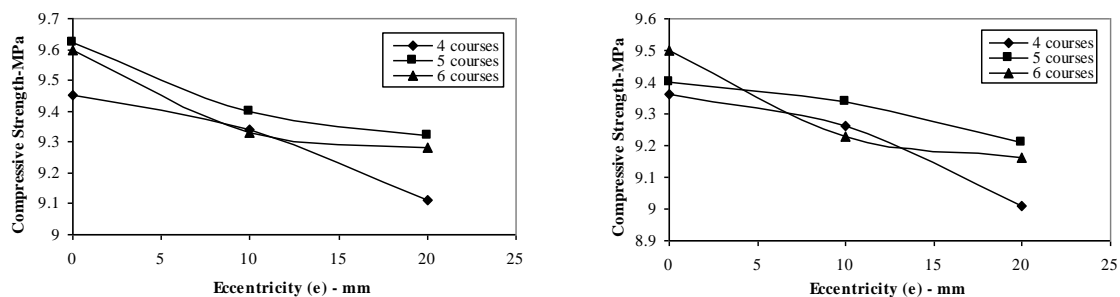 9.7
9.6
9.5
9.4
9.3
9.2
9.1
9
0 5 10 15 20 25
Compressive Strength-MPa
Eccentricity (e) - mm
4 courses
5 courses
6 courses
9.6
9.5
9.4
9.3
9.2
9.1
9
8.9
0 5 10 15 20 25
Compressive Strength-MPa
Eccentricity (e) - mm
4 courses
5 courses
6 courses